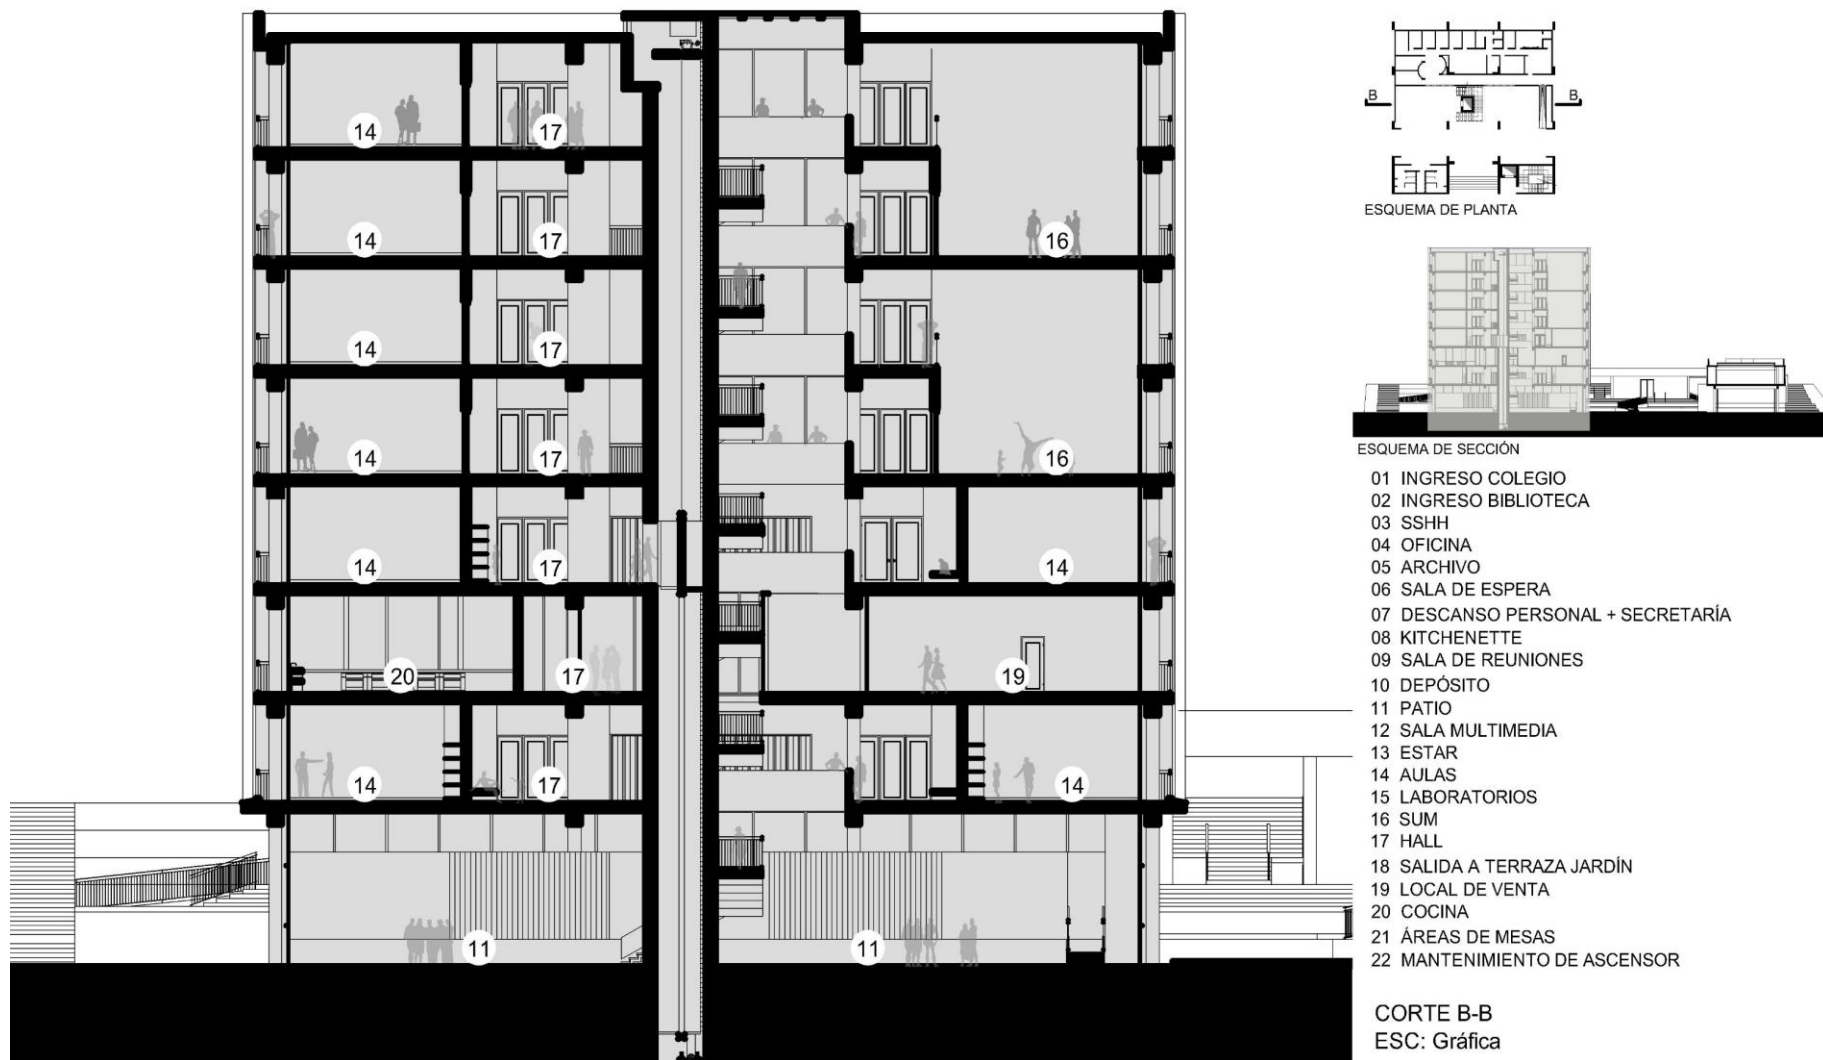 14
17
14
17
16
14
17
14
17
16
14
17
14
20
17
19
14
17
14
11
11
B
B
ESQUEMA DE PLANTA
ESQUEMA DE SECCIÓN
01 INGRESO COLEGIO
02 INGRESO BIBLIOTECA
03 SSHH
04 OFICINA
05 ARCHIVO
06 SALA DE ESPERA
07 DESCANSO PERSONAL + SECRETARÍA
08 KITCHENETTE
09 SALA DE REUNIONES
10 DEPÓSITO
11 PATIO
12 SALA MULTIMEDIA
13 ESTAR
14 AULAS
15 LABORATORIOS
16 SUM
17 HALL
18 SALIDA A TERRAZA JARDÍN
19 LOCAL DE VENTA
20 COCINA
21 ÁREAS DE MESAS
22 MANTENIMIENTO DE ASCENSOR
CORTE B-B
ESC: Gráfica